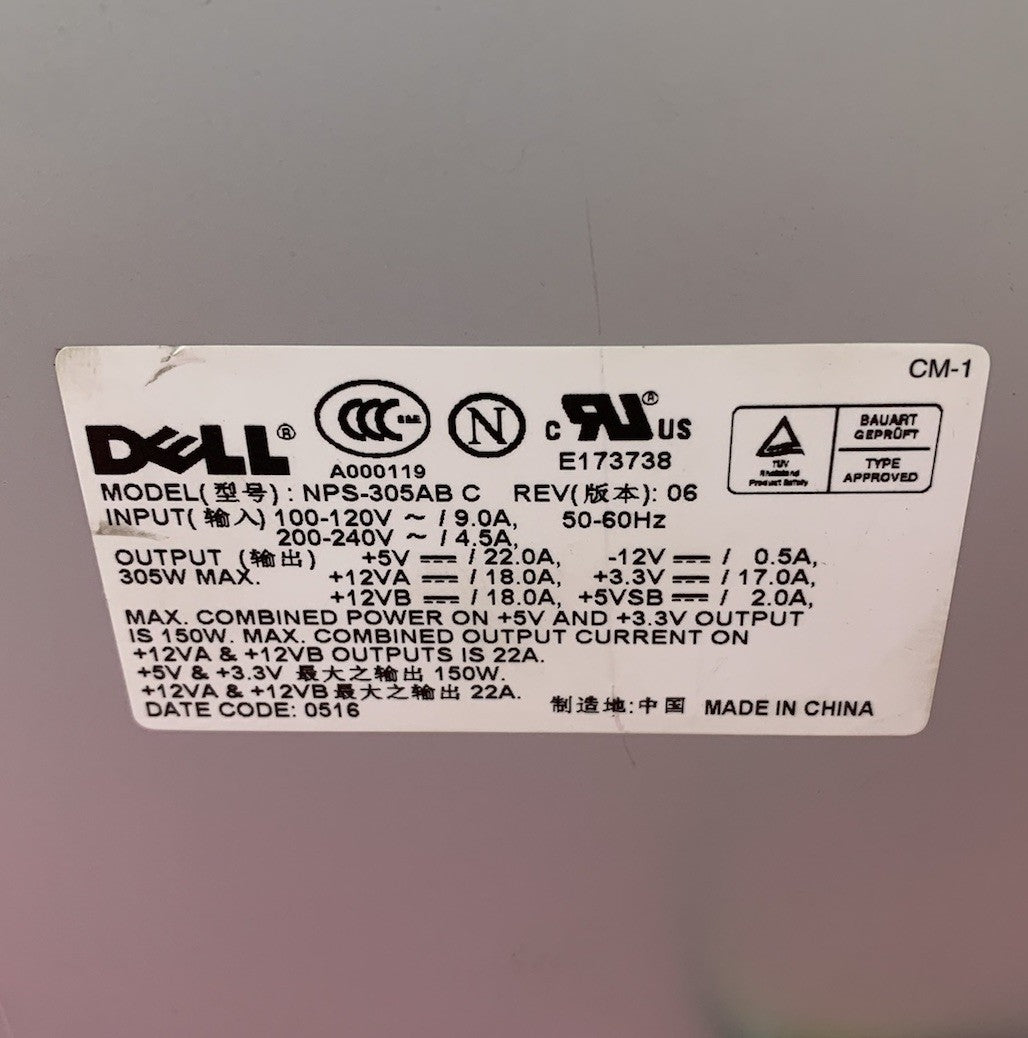 CM-1
DELL®
CCC S&E
N
c RU® US
BAUART GEPRÜFT
TYPE APPROVED
A000119
E173738
MODEL(型号): NPS-305AB C REV(版本): 06
INPUT(输入) 100-120V ~ / 9.0A, 50-60Hz
200-240V ~ / 4.5A,
OUTPUT (输出) +5V ⎓ / 22.0A, -12V ⎓ / 0.5A,
305W MAX. +12VA ⎓ / 18.0A, +3.3V ⎓ / 17.0A,
+12VB ⎓ / 18.0A, +5VSB ⎓ / 2.0A,
MAX. COMBINED POWER ON +5V AND +3.3V OUTPUT
IS 150W. MAX. COMBINED OUTPUT CURRENT ON
+12VA & +12VB OUTPUTS IS 22A.
+5V & +3.3V 最大之输出 150W.
+12VA & +12VB 最大之输出 22A.
DATE CODE: 0516 制造地:中国 MADE IN CHINA